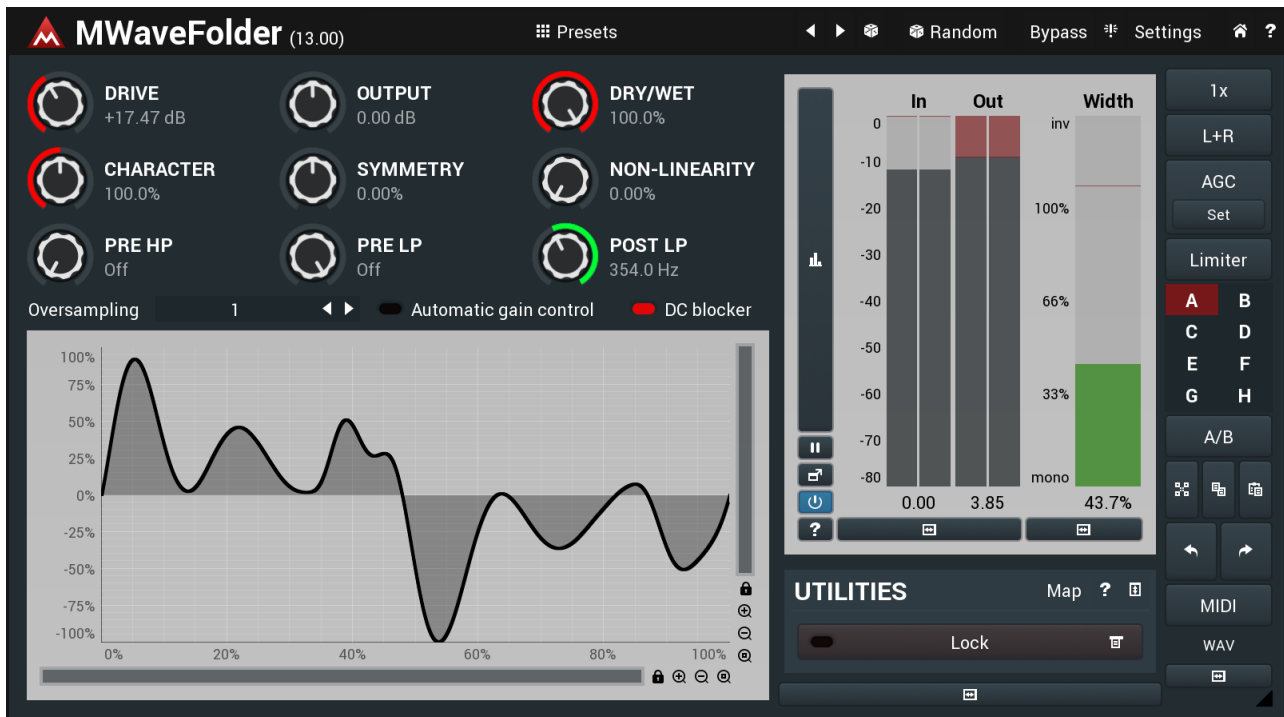 MWaveFolder (13.00) Presets Random Bypass Settings ?
DRIVE
+17.47 dB
OUTPUT
0.00 dB
DRY/WET
100.0%
CHARACTER
100.0%
SYMMETRY
0.00%
NON-LINEARITY
0.00%
PRE HP
Off
PRE LP
Off
POST LP
354.0 Hz
Oversampling 1 Automatic gain control DC blocker
100%
75%
50%
25%
0%
-25%
-50%
-75%
-100%
0% 20% 40% 60% 80% 100%
In Out Width
0
-10
-20
-30
-40
-50
-60
-70
-80
inv
100%
66%
33%
mono
0.00 3.85 43.7%
?
UTILITIES Map ?
Lock
1x
L+R
AGC
Set
Limiter
A B
C D
E F
G H
A/B
MIDI
WAV